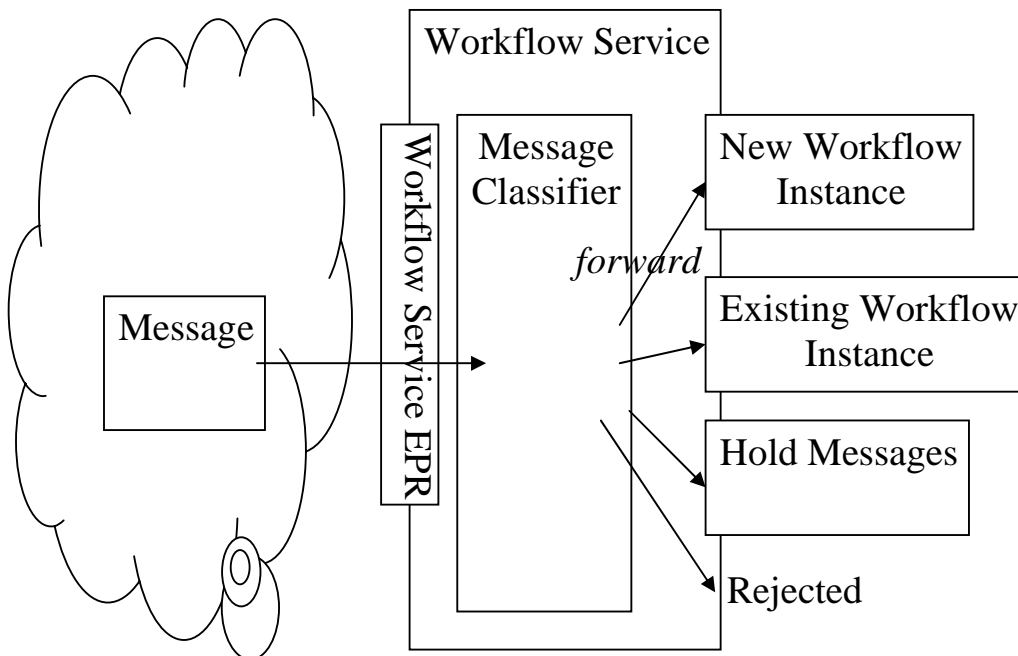 Workflow Service
Message
Workflow Service EPR
Message
Classifier
forward
New Workflow
Instance
Existing Workflow
Instance
Hold Messages
Rejected